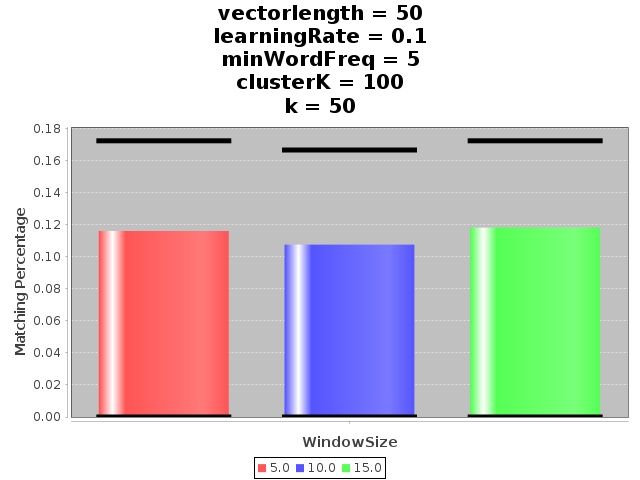 vectorlength = 50
learningRate = 0.1
minWordFreq = 5
clusterK = 100
k = 50
0.18
0.16
0.14
0.12
0.10
0.08
0.06
0.04
0.02
0.00
Matching Percentage
WindowSize
5.0 10.0 15.0